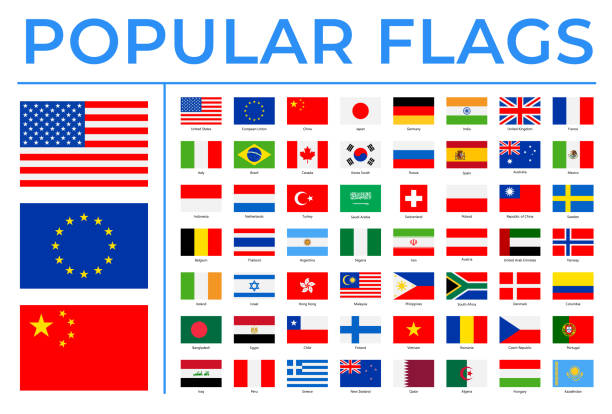 POPULAR FLAGS
United States European Union China Japan Germany India United Kingdom France
Italy Brazil Canada Korea South Russia Spain Australia Mexico
Indonesia Netherlands Turkey Saudi Arabia Switzerland Poland Republic of China Sweden
Belgium Thailand Argentina Nigeria Iran Austria United Arab Emirates Norway
Ireland Israel Hong Kong Malaysia Philippines South Africa Denmark Colombia
Bangladesh Egypt Chile Finland Vietnam Romania Czech Republic Portugal
Iraq Peru Greece New Zealand Qatar Algeria Hungary Kazakhstan